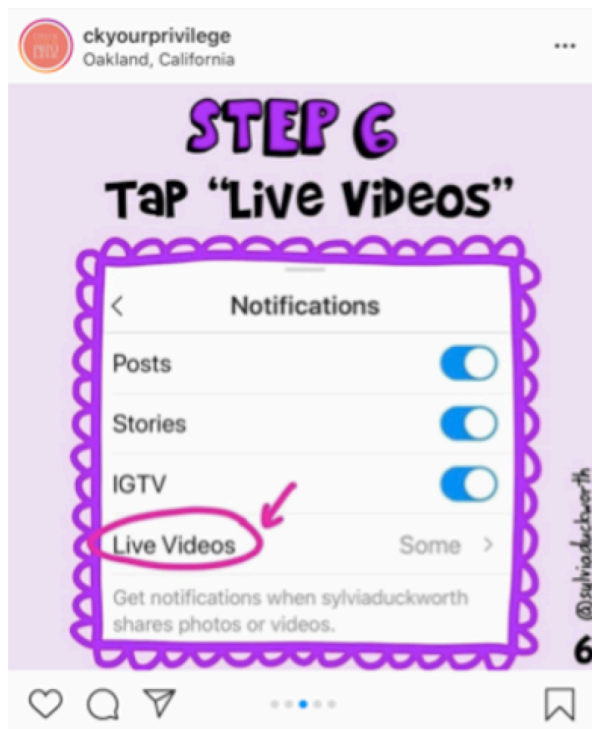 ckyourprivilege
Oakland, California
STEP 6
TaP "Live ViDeos"
Notifications
Posts
Stories
IGTV
Live Videos Some
Get notifications when sylviaduckworth
shares photos or videos.
@sylviaduckworth
6